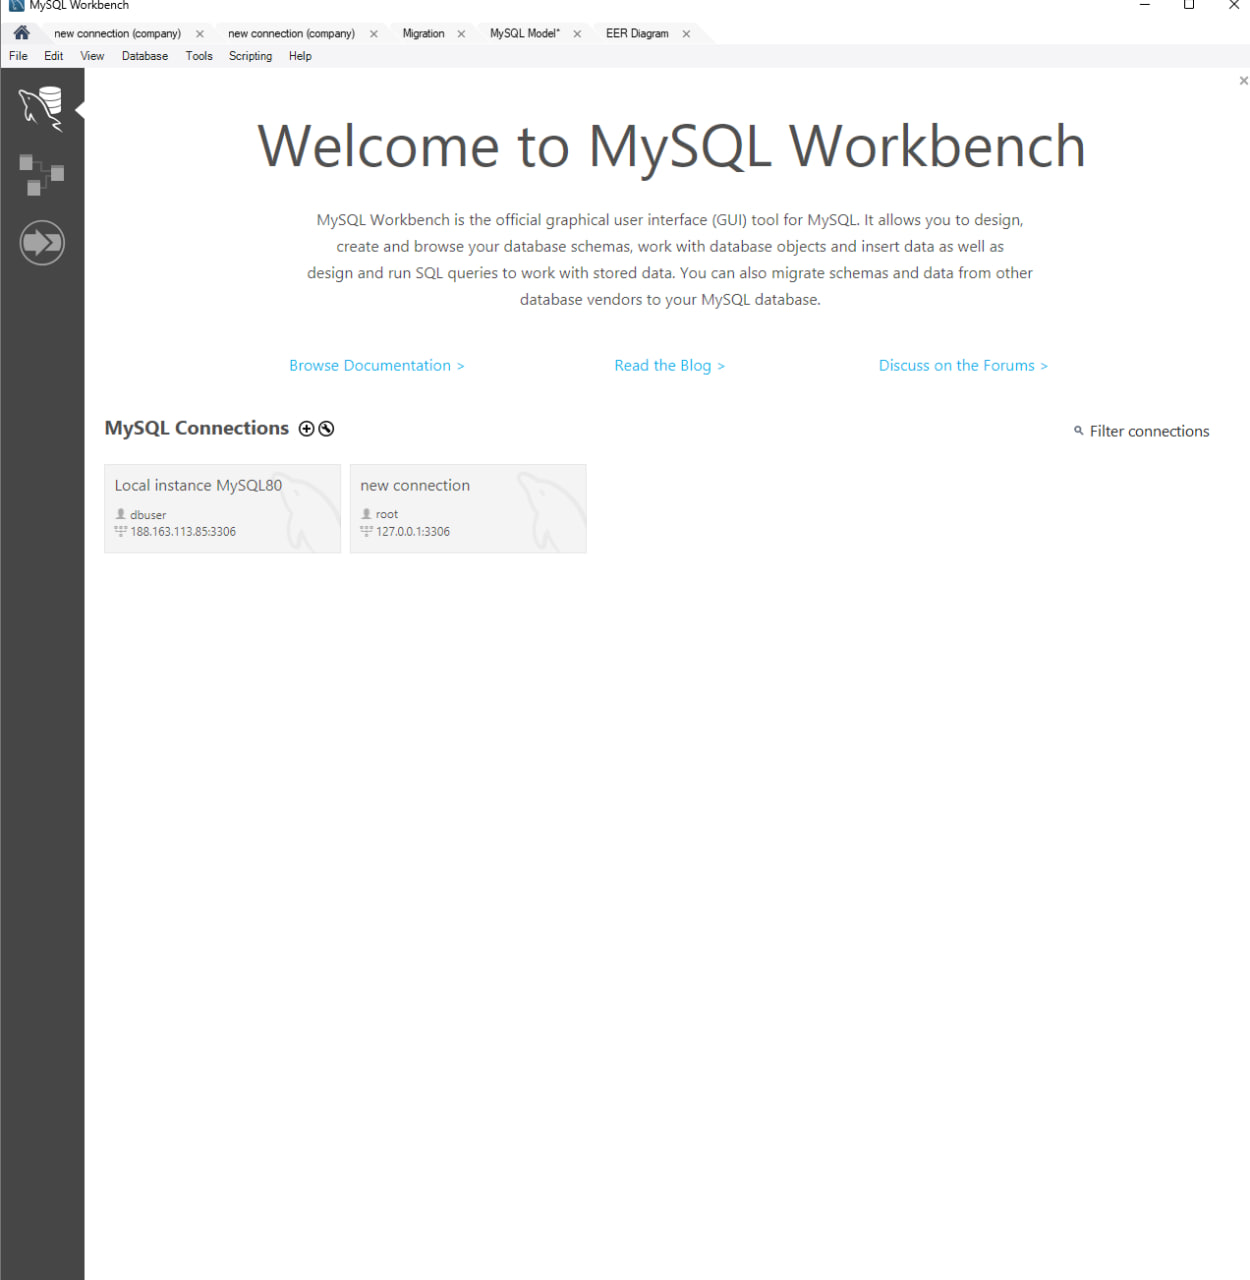 MySQL Workbench
new connection (company)
new connection (company)
Migration
MySQL Model*
EER Diagram
File Edit View Database Tools Scripting Help
Welcome to MySQL Workbench
MySQL Workbench is the official graphical user interface (GUI) tool for MySQL. It allows you to design,
create and browse your database schemas, work with database objects and insert data as well as
design and run SQL queries to work with stored data. You can also migrate schemas and data from other
database vendors to your MySQL database.
Browse Documentation >
Read the Blog >
Discuss on the Forums >
MySQL Connections
Filter connections
Local instance MySQL80
dbuser
188.163.113.85:3306
new connection
root
127.0.0.1:3306